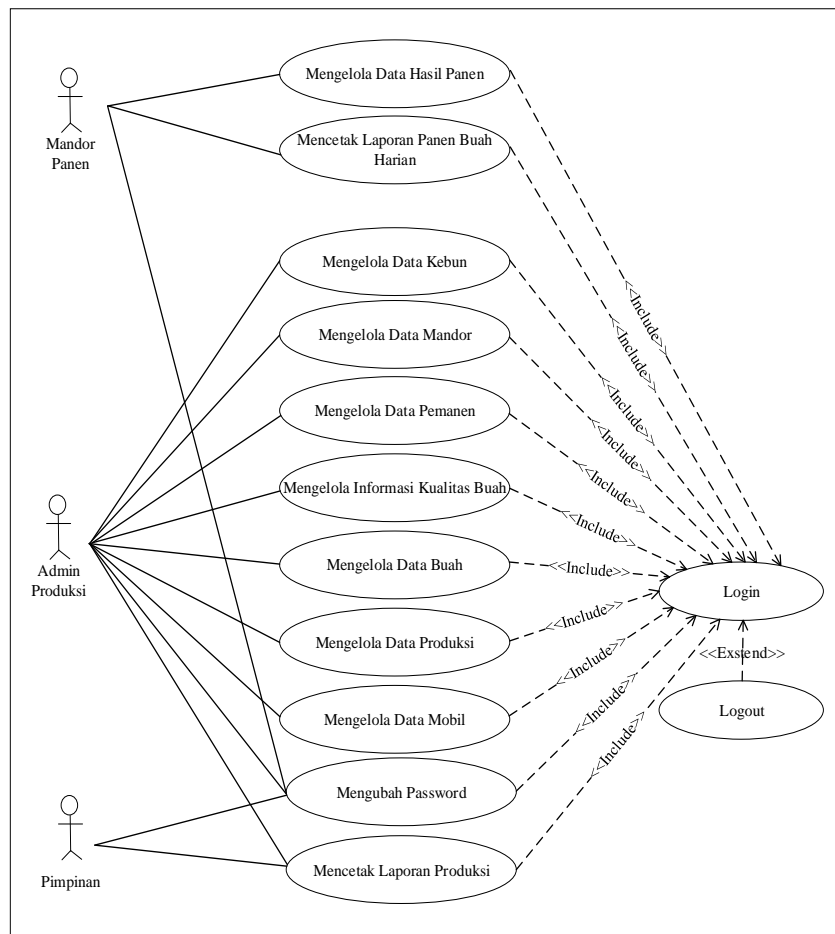 Mengelola Data Hasil Panen
Mandor
Panen
Mencetak Laporan Panen Buah
Harian
Mengelola Data Kebun
Mengelola Data Mandor
Mengelola Data Pemanen
Mengelola Informasi Kualitas Buah
Admin
Produksi
Mengelola Data Buah
Mengelola Data Produksi
Mengelola Data Mobil
Mengubah Password
Pimpinan
Mencetak Laporan Produksi
<<Include>>
<<Include>>
<<Include>>
<<Include>>
<<Include>>
<<Include>>
<<Include>>
<<Include>>
<<Include>>
<<Include>>
<<Include>>
Login
<<Exstend>>
Logout